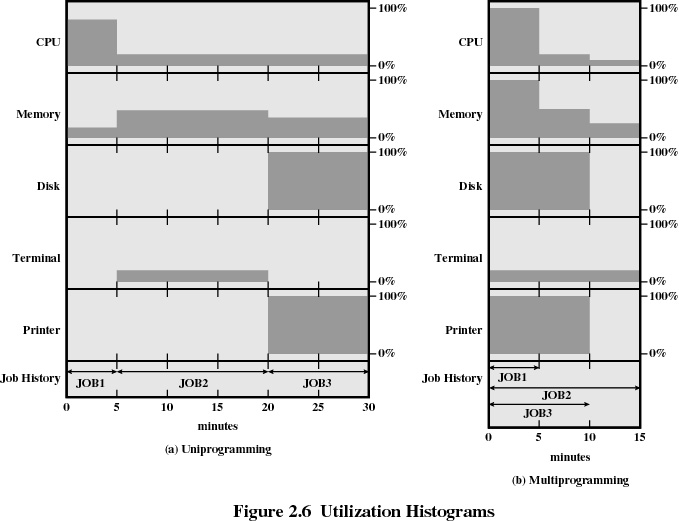 CPU
100%
0%
Memory
100%
0%
Disk
100%
0%
Terminal
100%
0%
Printer
100%
0%
Job History
JOB1
JOB2
JOB3
0 5 10 15 20 25 30
minutes
(a) Uniprogramming
CPU
100%
0%
Memory
100%
0%
Disk
100%
0%
Terminal
100%
0%
Printer
100%
0%
Job History
JOB1
JOB2
JOB3
0 5 10 15
minutes
(b) Multiprogramming
Figure 2.6 Utilization Histograms